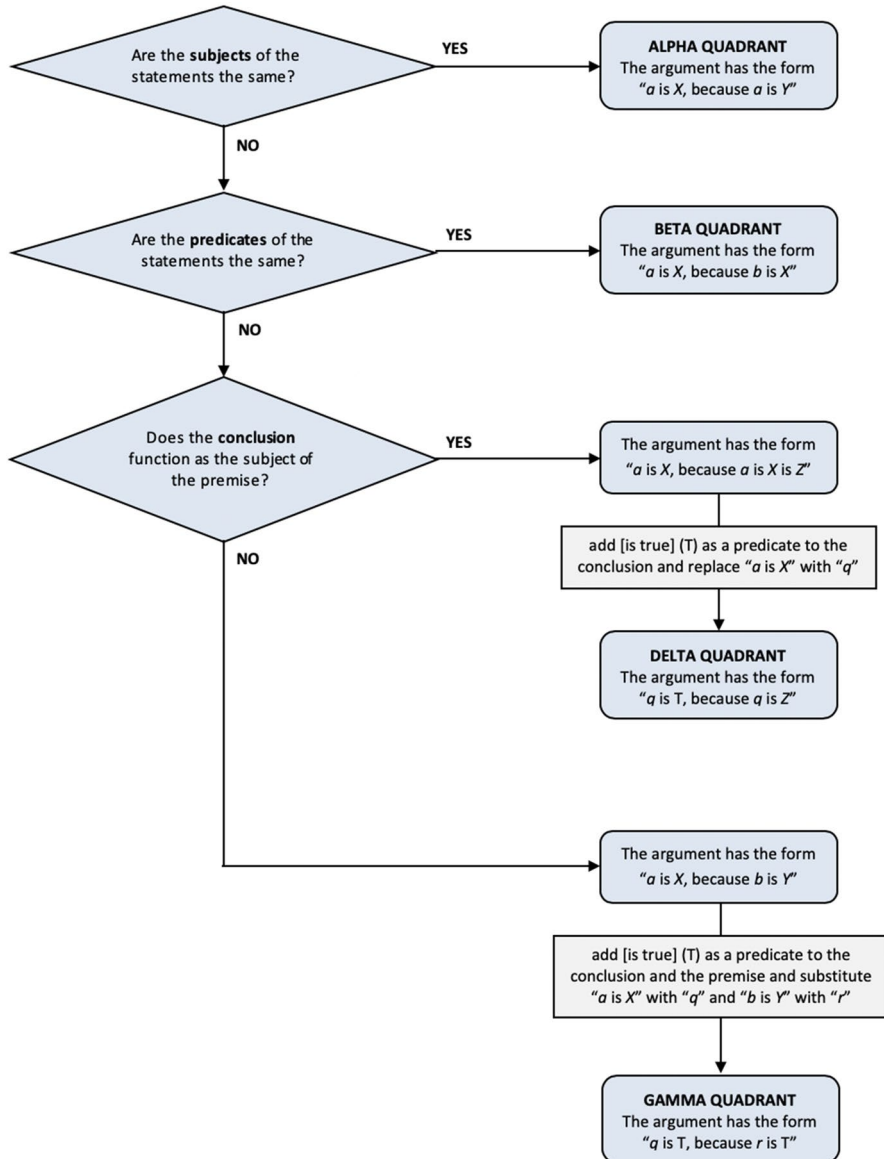 Are the subjects of the
statements the same?
YES
ALPHA QUADRANT
The argument has the form
“a is X, because a is Y”
NO
Are the predicates of the
statements the same?
YES
BETA QUADRANT
The argument has the form
“a is X, because b is X”
NO
Does the conclusion
function as the subject of
the premise?
YES
The argument has the form
“a is X, because a is X is Z”
NO
add [is true] (T) as a predicate to the
conclusion and replace “a is X” with “q”
DELTA QUADRANT
The argument has the form
“q is T, because q is Z”
The argument has the form
“a is X, because b is Y”
add [is true] (T) as a predicate to the
conclusion and the premise and substitute
“a is X” with “q” and “b is Y” with “r”
GAMMA QUADRANT
The argument has the form
“q is T, because r is T”